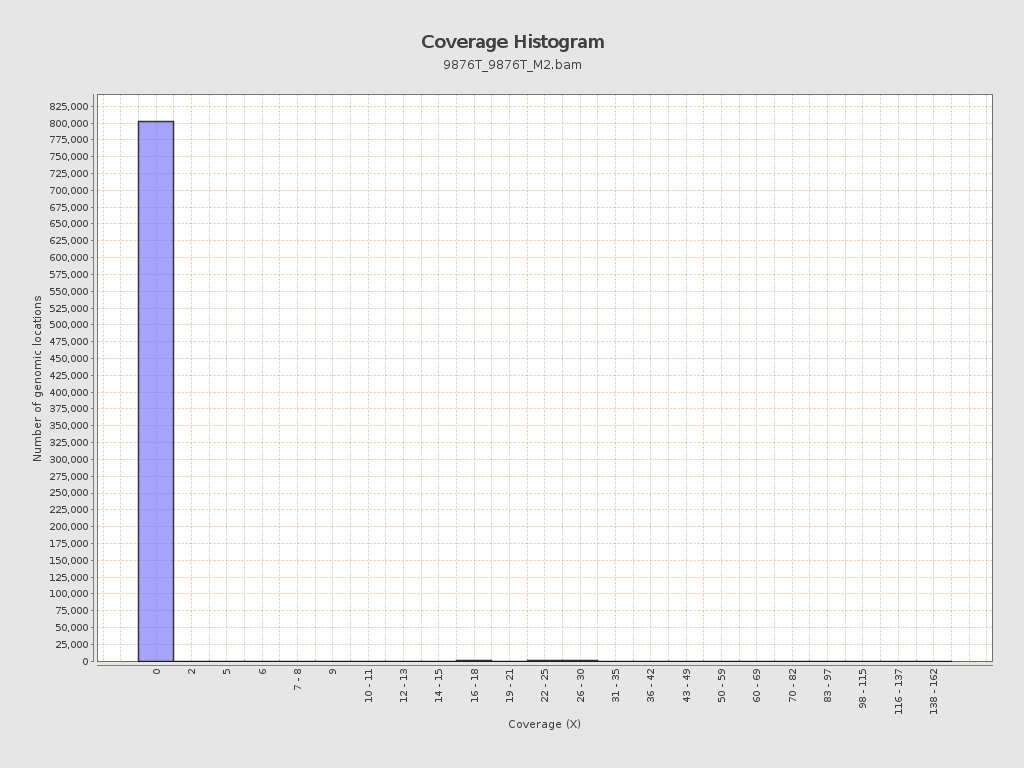 Coverage Histogram
9876T_9876T_M2.bam
Number of genomic locations
825,000
800,000
775,000
750,000
725,000
700,000
675,000
650,000
625,000
600,000
575,000
550,000
525,000
500,000
475,000
450,000
425,000
400,000
375,000
350,000
325,000
300,000
275,000
250,000
225,000
200,000
175,000
150,000
125,000
100,000
75,000
50,000
25,000
0
0
2
5
6
7 - 8
9
10 - 11
12 - 13
14 - 15
16 - 18
19 - 21
22 - 25
26 - 30
31 - 35
36 - 42
43 - 49
50 - 59
60 - 69
70 - 82
83 - 97
98 - 115
116 - 137
138 - 162
Coverage (X)